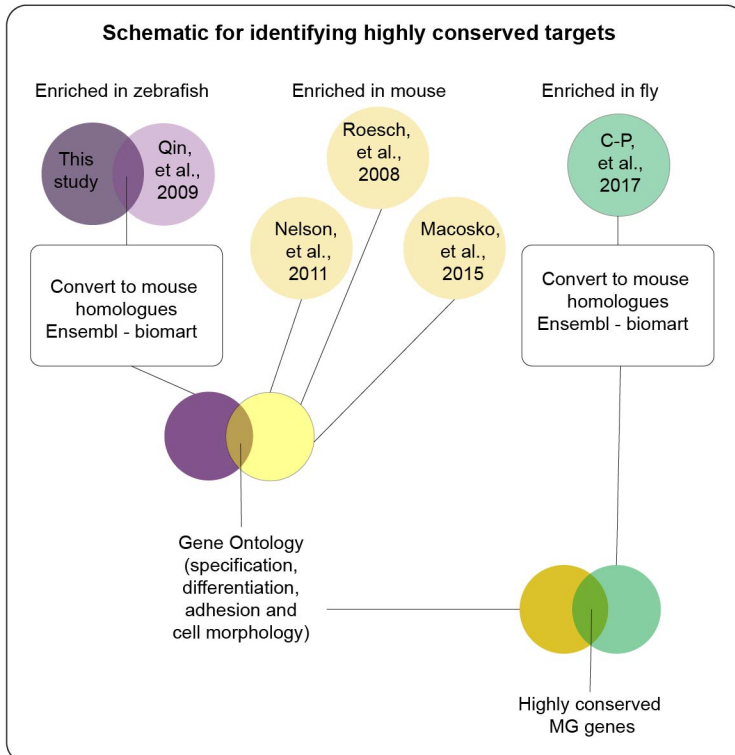 Schematic for identifying highly conserved targets
Enriched in zebrafish
Enriched in mouse
Enriched in fly
This
study
Qin,
et al.,
2009
Roesch,
et al.,
2008
Nelson,
et al.,
2011
Macosko,
et al.,
2015
C-P,
et al.,
2017
Convert to mouse
homologues
Ensembl - biomart
Convert to mouse
homologues
Ensembl - biomart
Gene Ontology
(specification,
differentiation,
adhesion and
cell morphology)
Highly conserved
MG genes